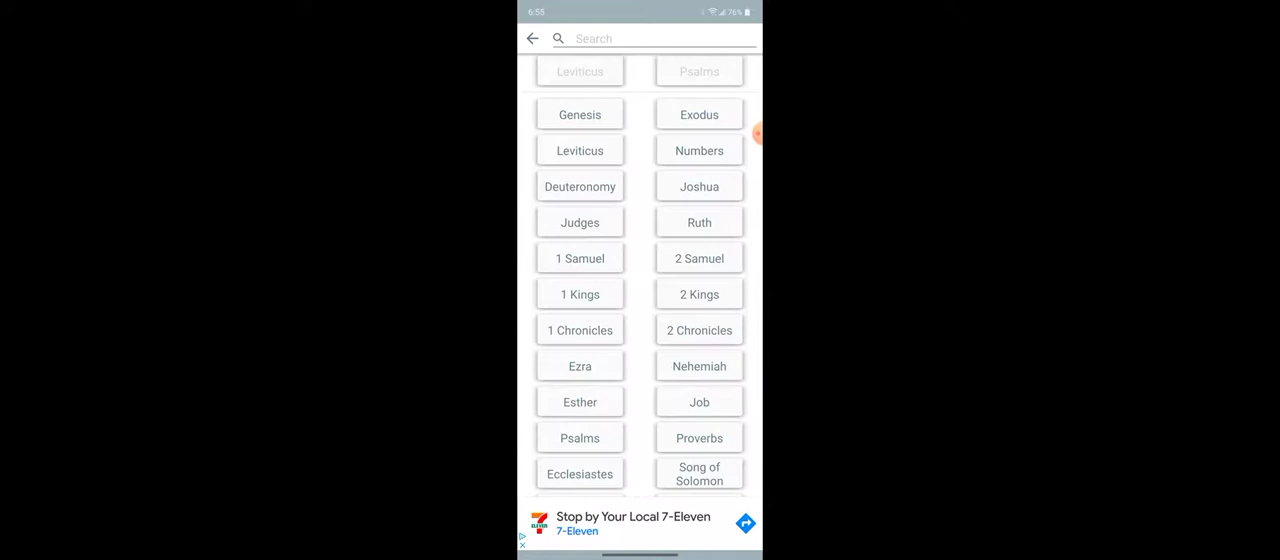 6:55 76%
Search
Leviticus Psalms
Genesis Exodus
Leviticus Numbers
Deuteronomy Joshua
Judges Ruth
1 Samuel 2 Samuel
1 Kings 2 Kings
1 Chronicles 2 Chronicles
Ezra Nehemiah
Esther Job
Psalms Proverbs
Ecclesiastes Song of
Solomon
7 ELEVEN Stop by Your Local 7-Eleven
7-Eleven